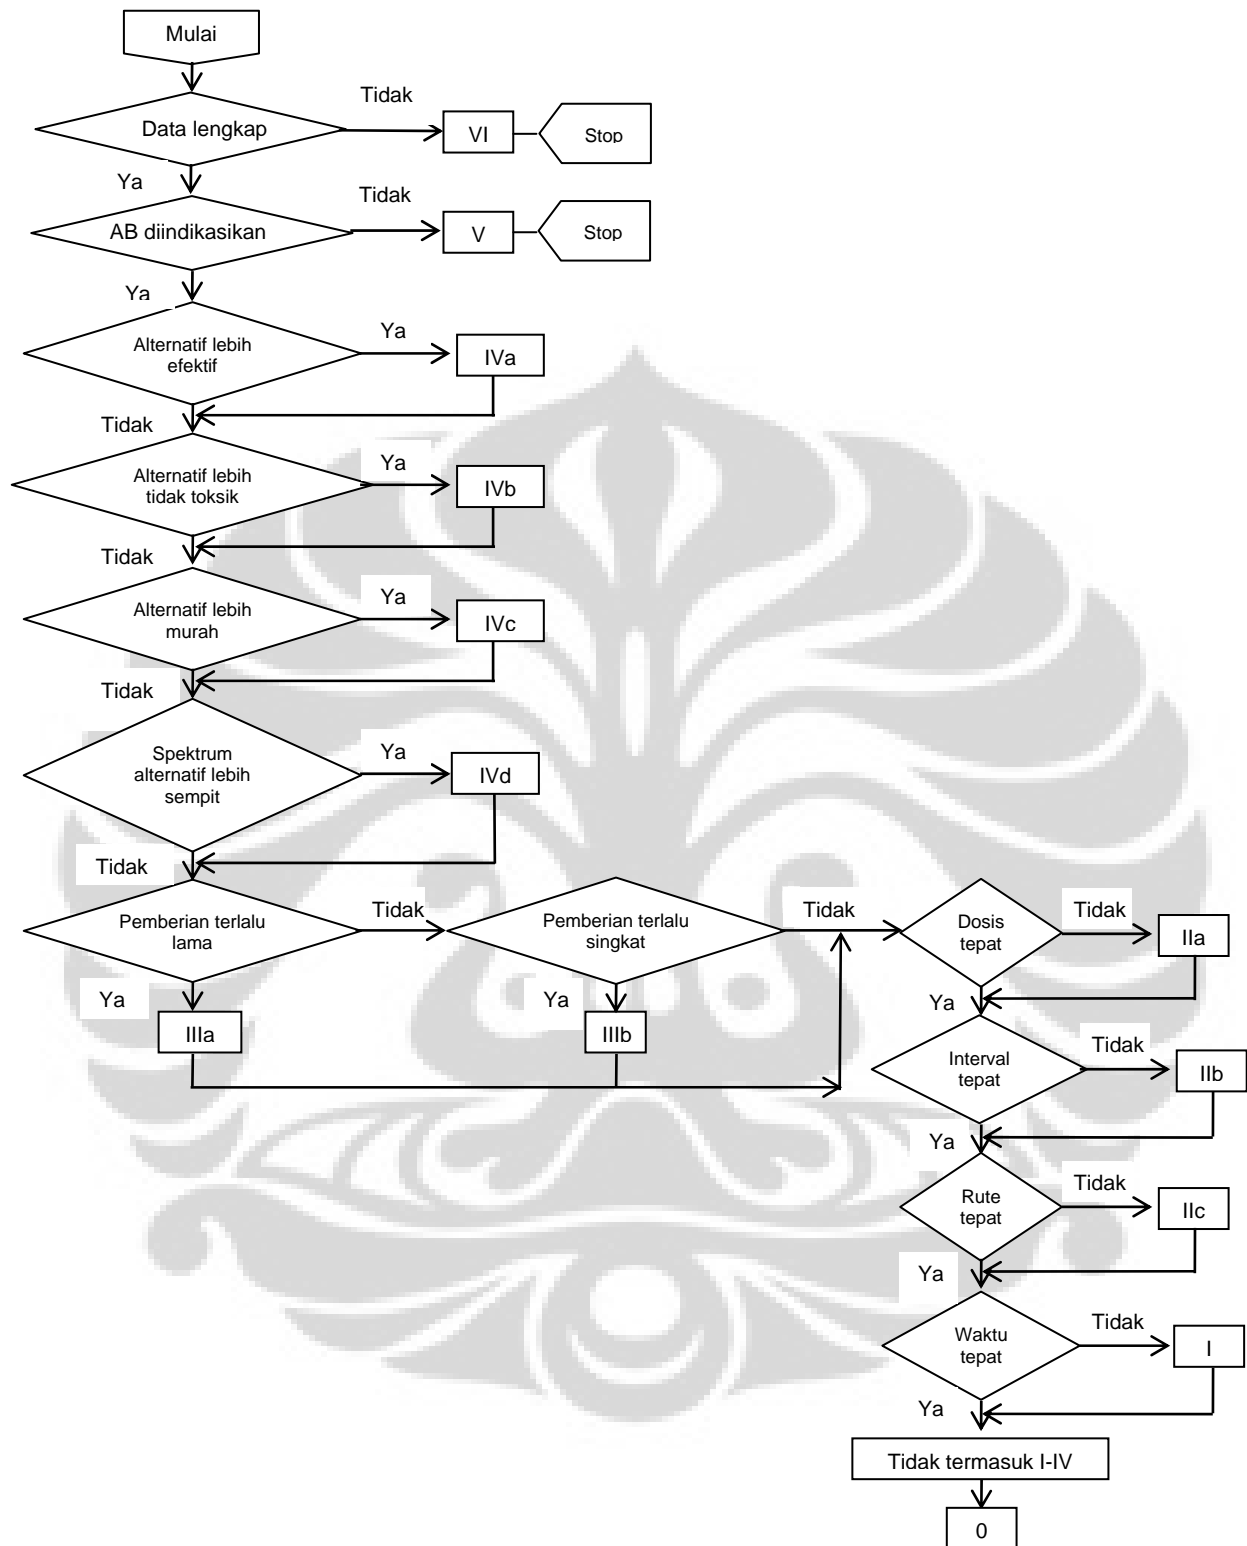 Mulai
Tidak
Data lengkap
VI
Stop
Ya
Tidak
AB diindikasikan
V
Stop
Ya
Alternatif lebih
efektif
Ya
IVa
Tidak
Alternatif lebih
tidak toksik
Ya
IVb
Tidak
Alternatif lebih
murah
Ya
IVc
Tidak
Spektrum
alternatif lebih
sempit
Ya
IVd
Tidak
Pemberian terlalu
lama
Tidak
Pemberian terlalu
singkat
Tidak
Dosis
tepat
Tidak
IIa
Ya
IIIa
Ya
IIIb
Ya
Interval
tepat
Tidak
IIb
Ya
Rute
tepat
Tidak
IIc
Ya
Waktu
tepat
Tidak
I
Ya
Tidak termasuk I-IV
0